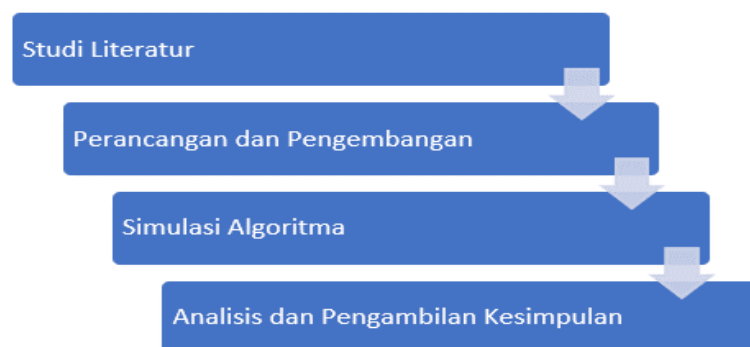 Studi Literatur
Perancangan dan Pengembangan
Simulasi Algoritma
Analisis dan Pengambilan Kesimpulan